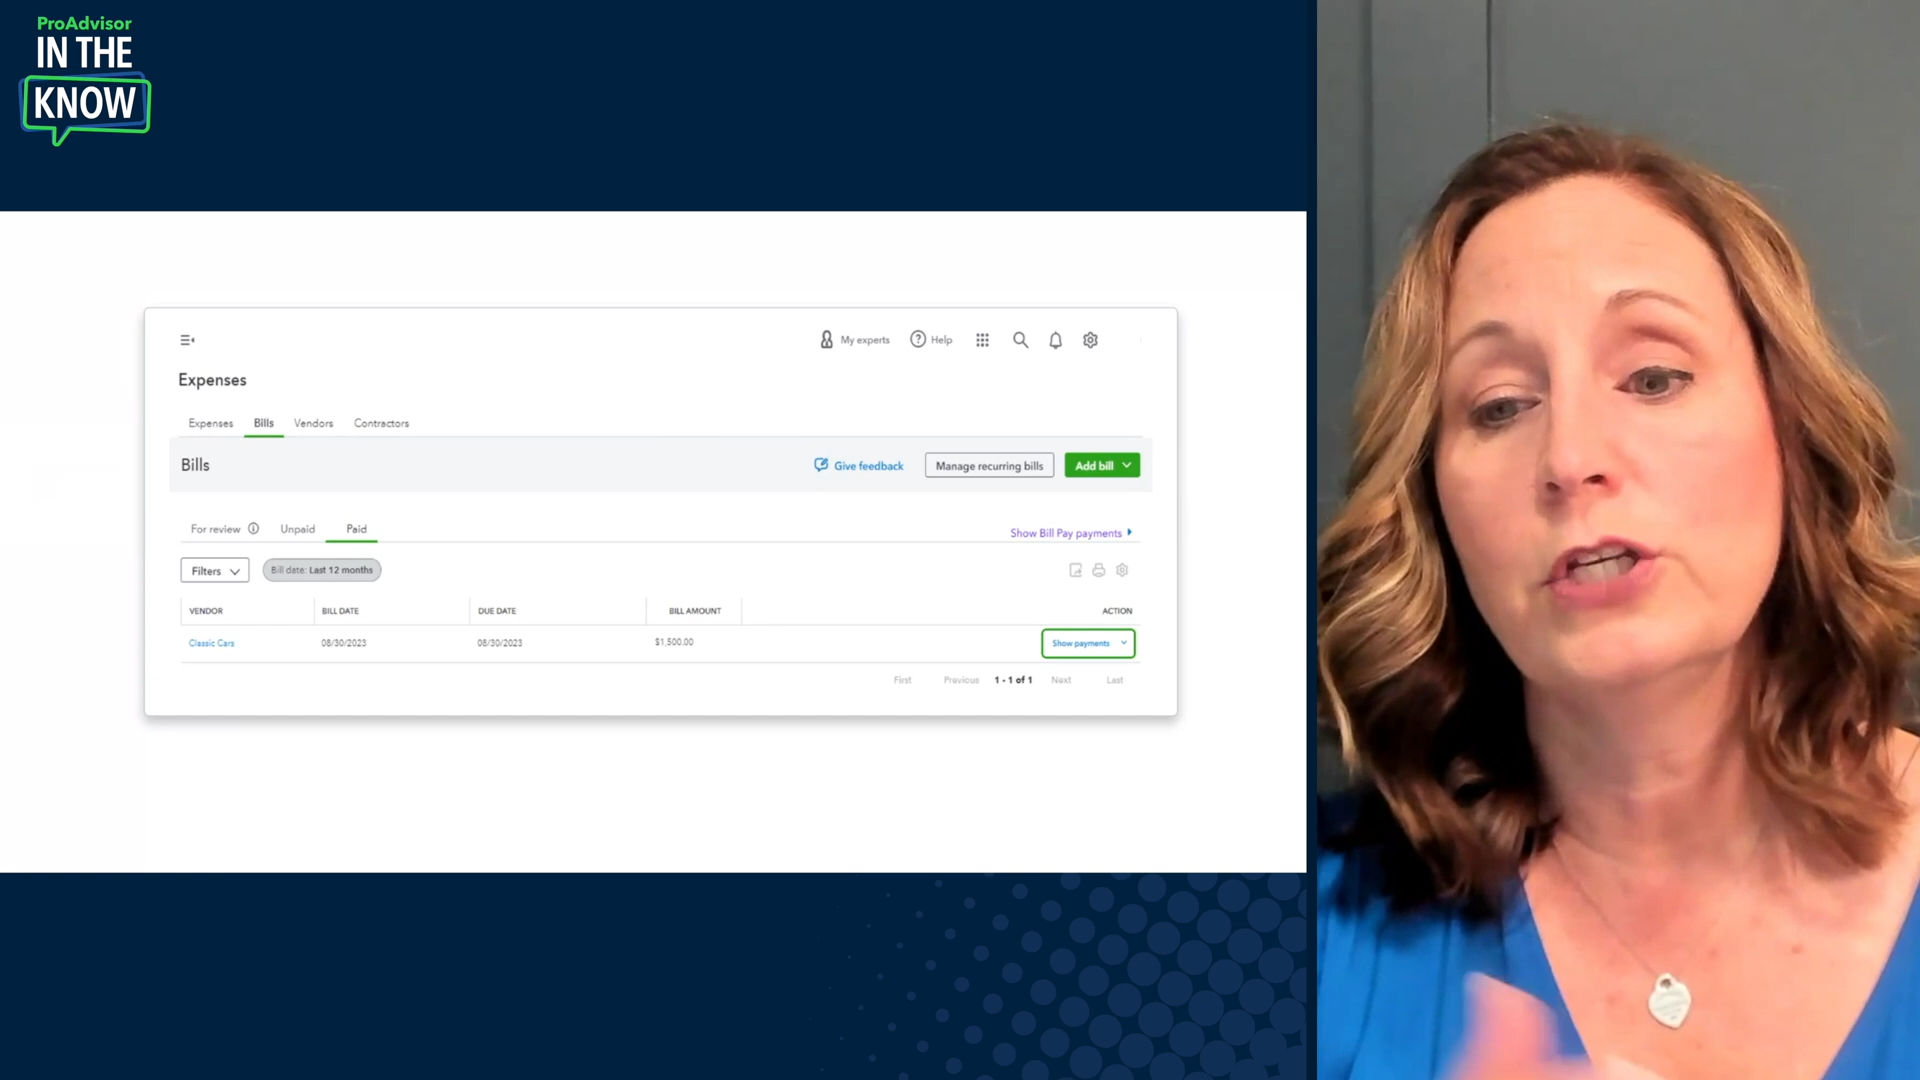 ProAdvisor
IN THE
KNOW
My experts Help
Expenses
Expenses Bills Vendors Contractors
Bills Give feedback Manage recurring bills Add bill
For review Unpaid Paid Show Bill Pay payments
Filters Bill date: Last 12 months
VENDOR BILL DATE DUE DATE BILL AMOUNT ACTION
Classic Cars 08/30/2023 08/30/2023 $1,500.00 Show payments
First Previous 1 - 1 of 1 Next Last